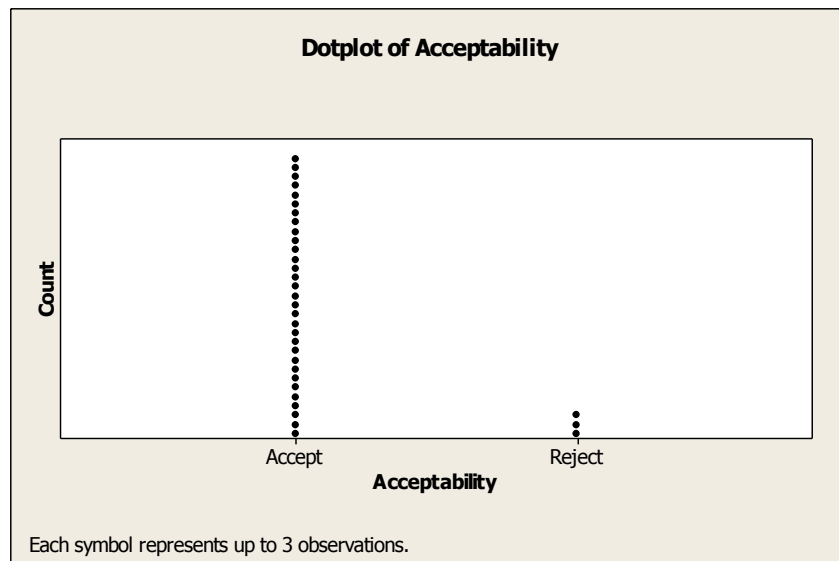 Dotplot of Acceptability
Count
Accept Reject
Acceptability
Each symbol represents up to 3 observations.